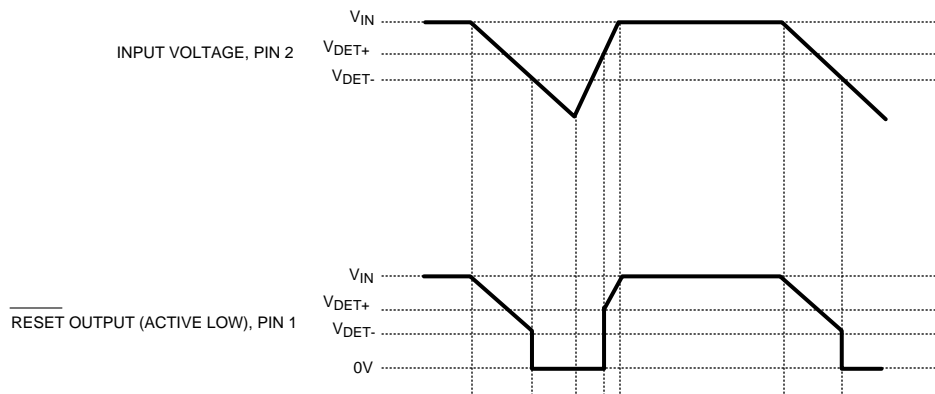 V_IN
INPUT VOLTAGE, PIN 2
V_DET+
V_DET-
V_IN
V_DET+
RESET OUTPUT (ACTIVE LOW), PIN 1
V_DET-
0V